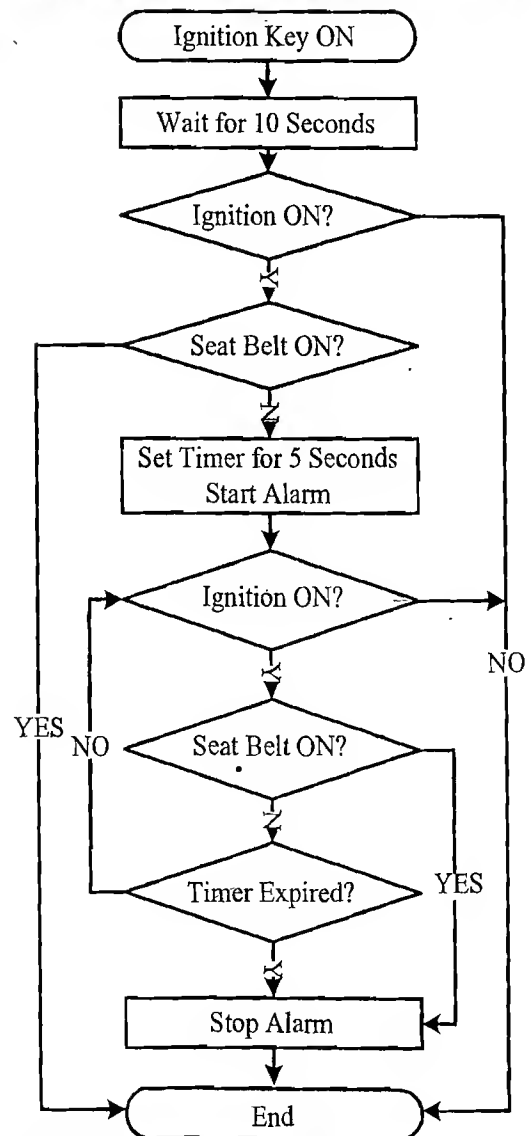 Ignition Key ON
Wait for 10 Seconds
Ignition ON?
Y
Seat Belt ON?
N
Set Timer for 5 Seconds
Start Alarm
Ignition ON?
Y
NO
YES
NO
Seat Belt ON?
N
Timer Expired?
YES
Y
Stop Alarm
End